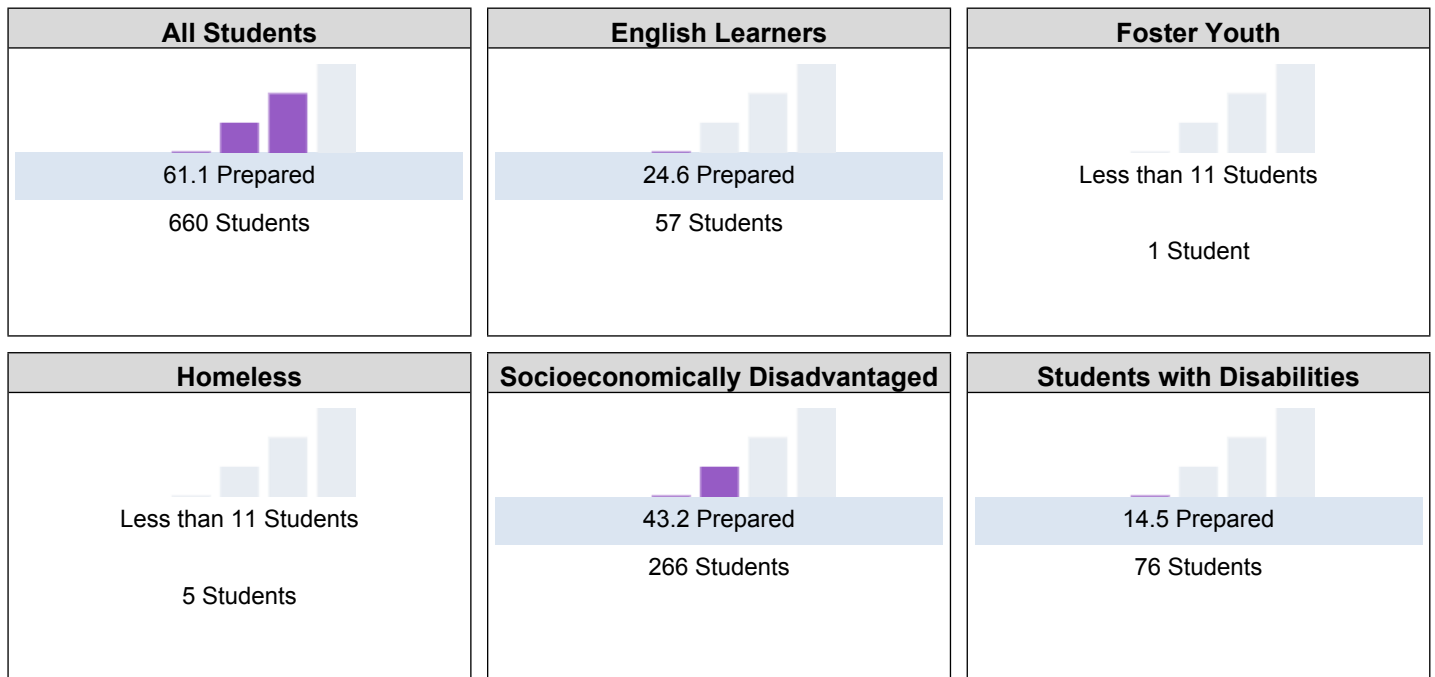 All Students
61.1 Prepared
660 Students
English Learners
24.6 Prepared
57 Students
Foster Youth
Less than 11 Students
1 Student
Homeless
Less than 11 Students
5 Students
Socioeconomically Disadvantaged
43.2 Prepared
266 Students
Students with Disabilities
14.5 Prepared
76 Students